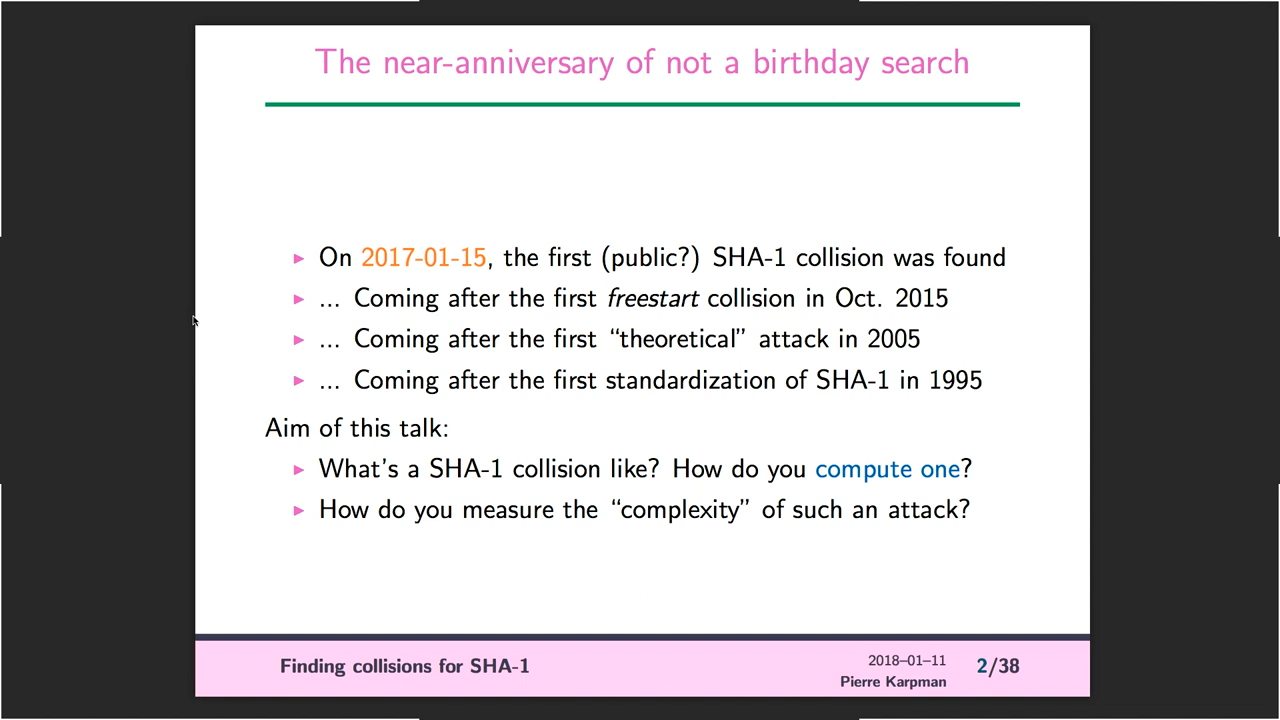 The near-anniversary of not a birthday search
▶ On 2017-01-15, the first (public?) SHA-1 collision was found
▶ ... Coming after the first freestart collision in Oct. 2015
▶ ... Coming after the first “theoretical” attack in 2005
▶ ... Coming after the first standardization of SHA-1 in 1995
Aim of this talk:
▶ What’s a SHA-1 collision like? How do you compute one?
▶ How do you measure the “complexity” of such an attack?
Finding collisions for SHA-1
2018–01–11
Pierre Karpman
2/38